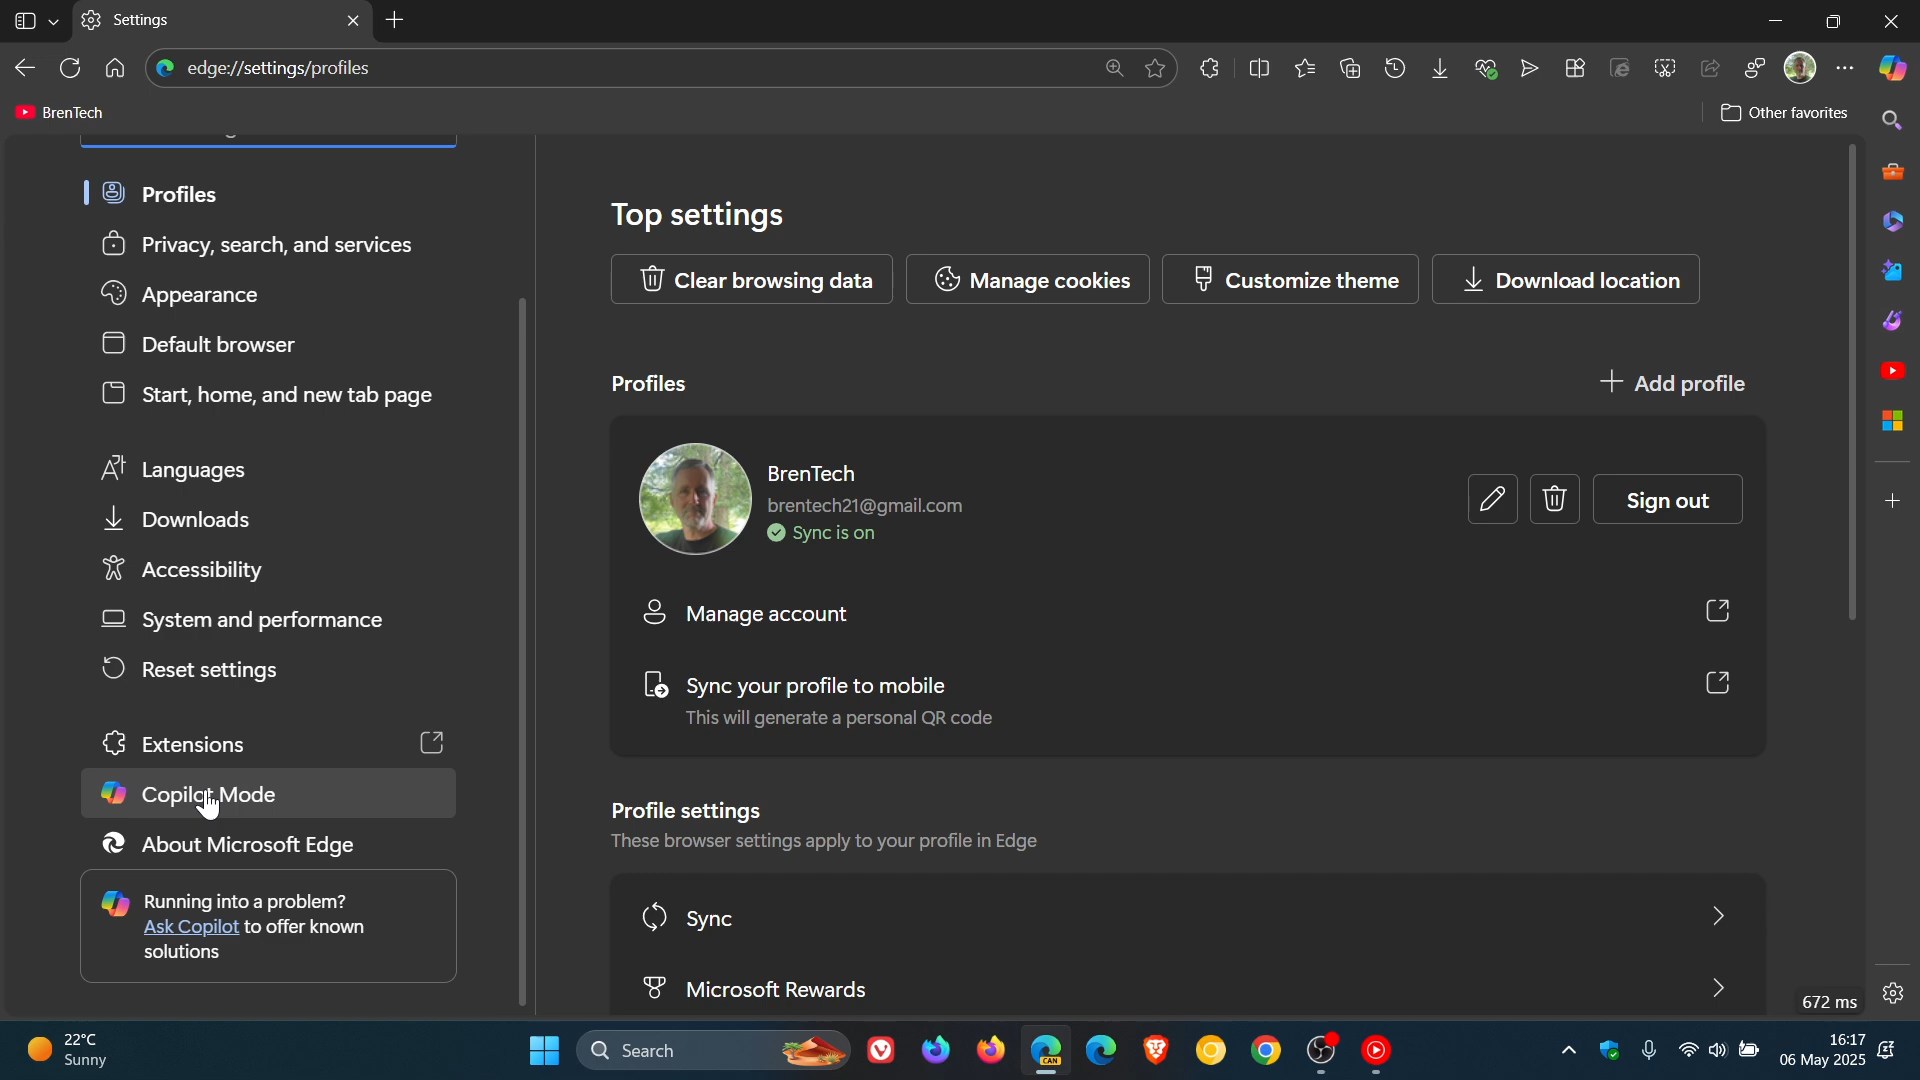 Settings
edge://settings/profiles
BrenTech
Other favorites
Profiles
Privacy, search, and services
Appearance
Default browser
Start, home, and new tab page
Languages
Downloads
Accessibility
System and performance
Reset settings
Extensions
Copilot Mode
About Microsoft Edge
Running into a problem?
Ask Copilot to offer known
solutions
Top settings
Clear browsing data
Manage cookies
Customize theme
Download location
Profiles
Add profile
BrenTech
brentech21@gmail.com
Sync is on
Sign out
Manage account
Sync your profile to mobile
This will generate a personal QR code
Profile settings
These browser settings apply to your profile in Edge
Sync
Microsoft Rewards
672 ms
22°C
Sunny
Search
CAN
16:17
06 May 2025